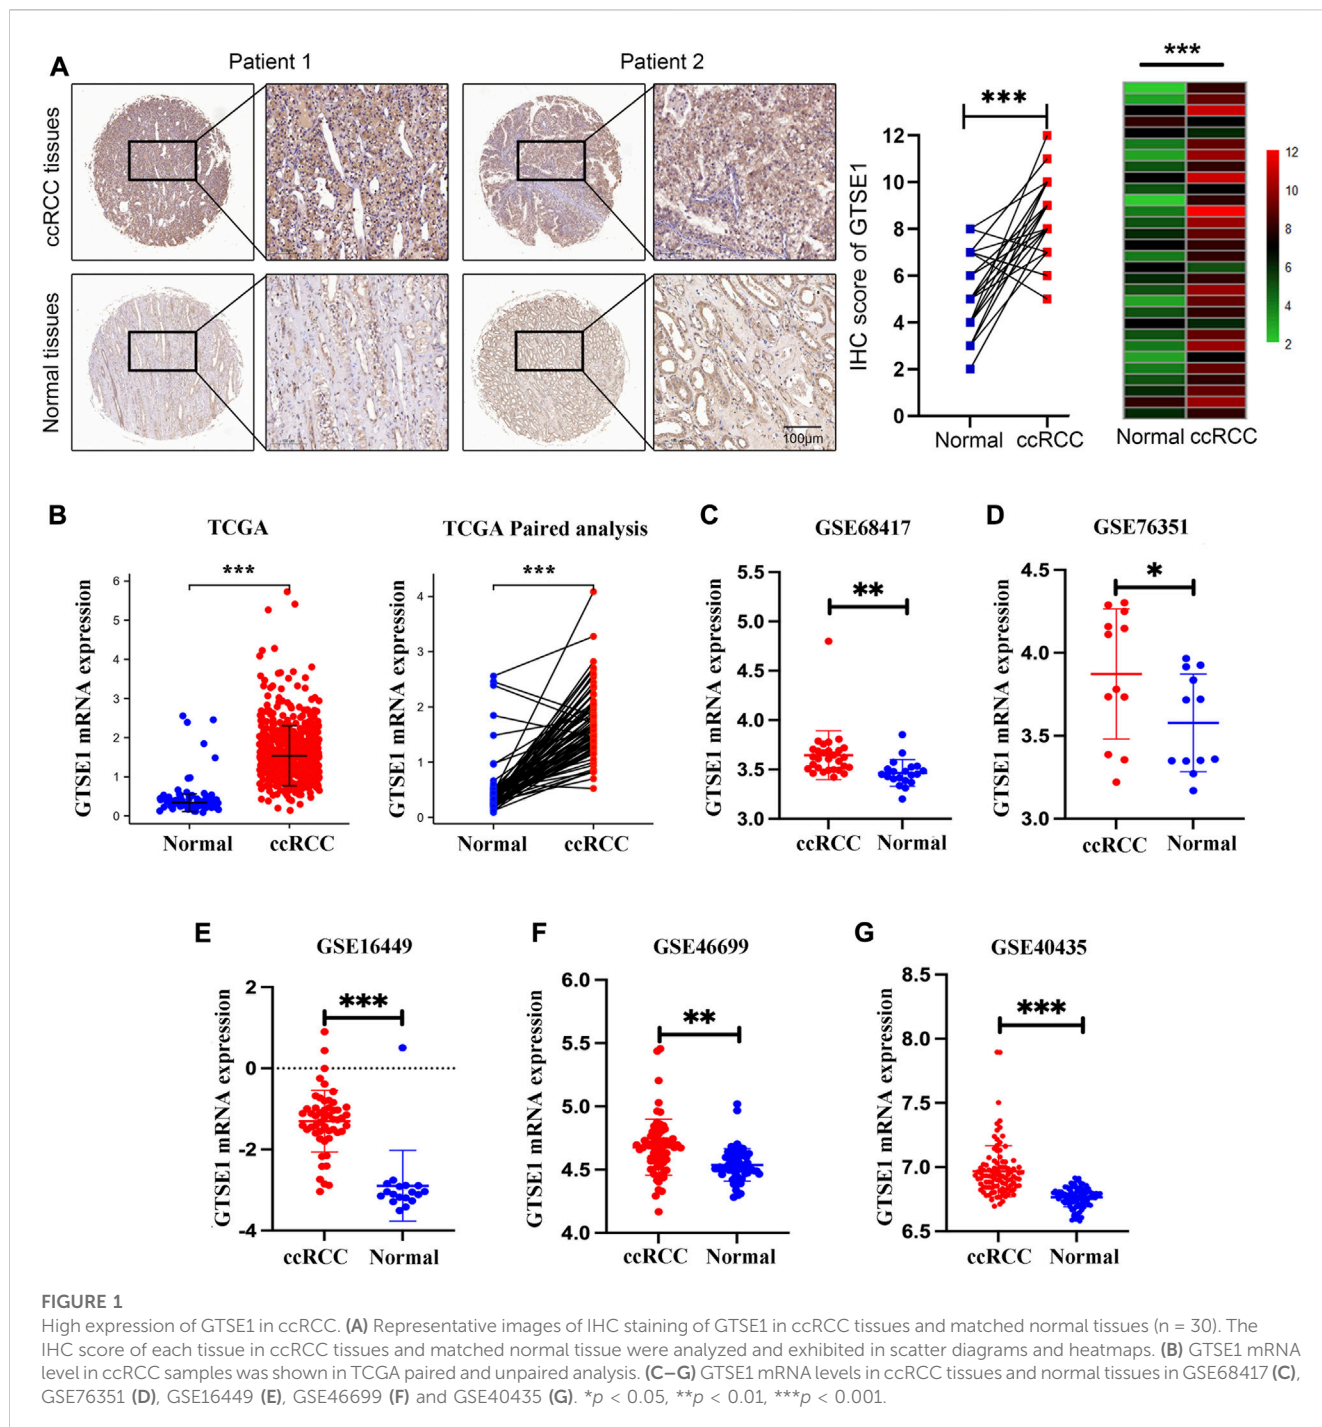 A
Patient 1
Patient 2
ccRCC tissues
Normal tissues
100μm
IHC score of GTSE1
***
12
10
8
6
4
2
0
Normal
ccRCC
***
12
10
8
6
4
2
Normal ccRCC
B
TCGA
GTSE1 mRNA expression
***
6
5
4
3
2
1
0
Normal
ccRCC
TCGA Paired analysis
GTSE1 mRNA expression
***
4
3
2
1
0
Normal
ccRCC
C
GSE68417
GTSE1 mRNA expression
**
5.5
5.0
4.5
4.0
3.5
3.0
ccRCC
Normal
D
GSE76351
GTSE1 mRNA expression
*
4.5
4.0
3.5
3.0
ccRCC
Normal
E
GSE16449
GTSE1 mRNA expression
***
2
0
-2
-4
ccRCC
Normal
F
GSE46699
GTSE1 mRNA expression
**
6.0
5.5
5.0
4.5
4.0
ccRCC
Normal
G
GSE40435
GTSE1 mRNA expression
***
8.5
8.0
7.5
7.0
6.5
ccRCC
Normal
FIGURE 1
High expression of GTSE1 in ccRCC. (A) Representative images of IHC staining of GTSE1 in ccRCC tissues and matched normal tissues (n = 30). The
IHC score of each tissue in ccRCC tissues and matched normal tissue were analyzed and exhibited in scatter diagrams and heatmaps. (B) GTSE1 mRNA
level in ccRCC samples was shown in TCGA paired and unpaired analysis. (C–G) GTSE1 mRNA levels in ccRCC tissues and normal tissues in GSE68417 (C),
GSE76351 (D), GSE16449 (E), GSE46699 (F) and GSE40435 (G). *p < 0.05, **p < 0.01, ***p < 0.001.